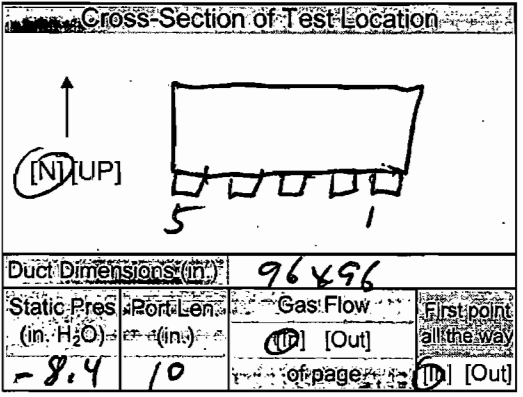 Cross-Section of Test Location
[N] [UP]
5 1
Duct Dimensions (in.) 96 x 96
Static Pres. Port Len. Gas Flow First point
(in. H2O) (in.) [In] [Out] all the way
-8.4 10 of page [In] [Out]